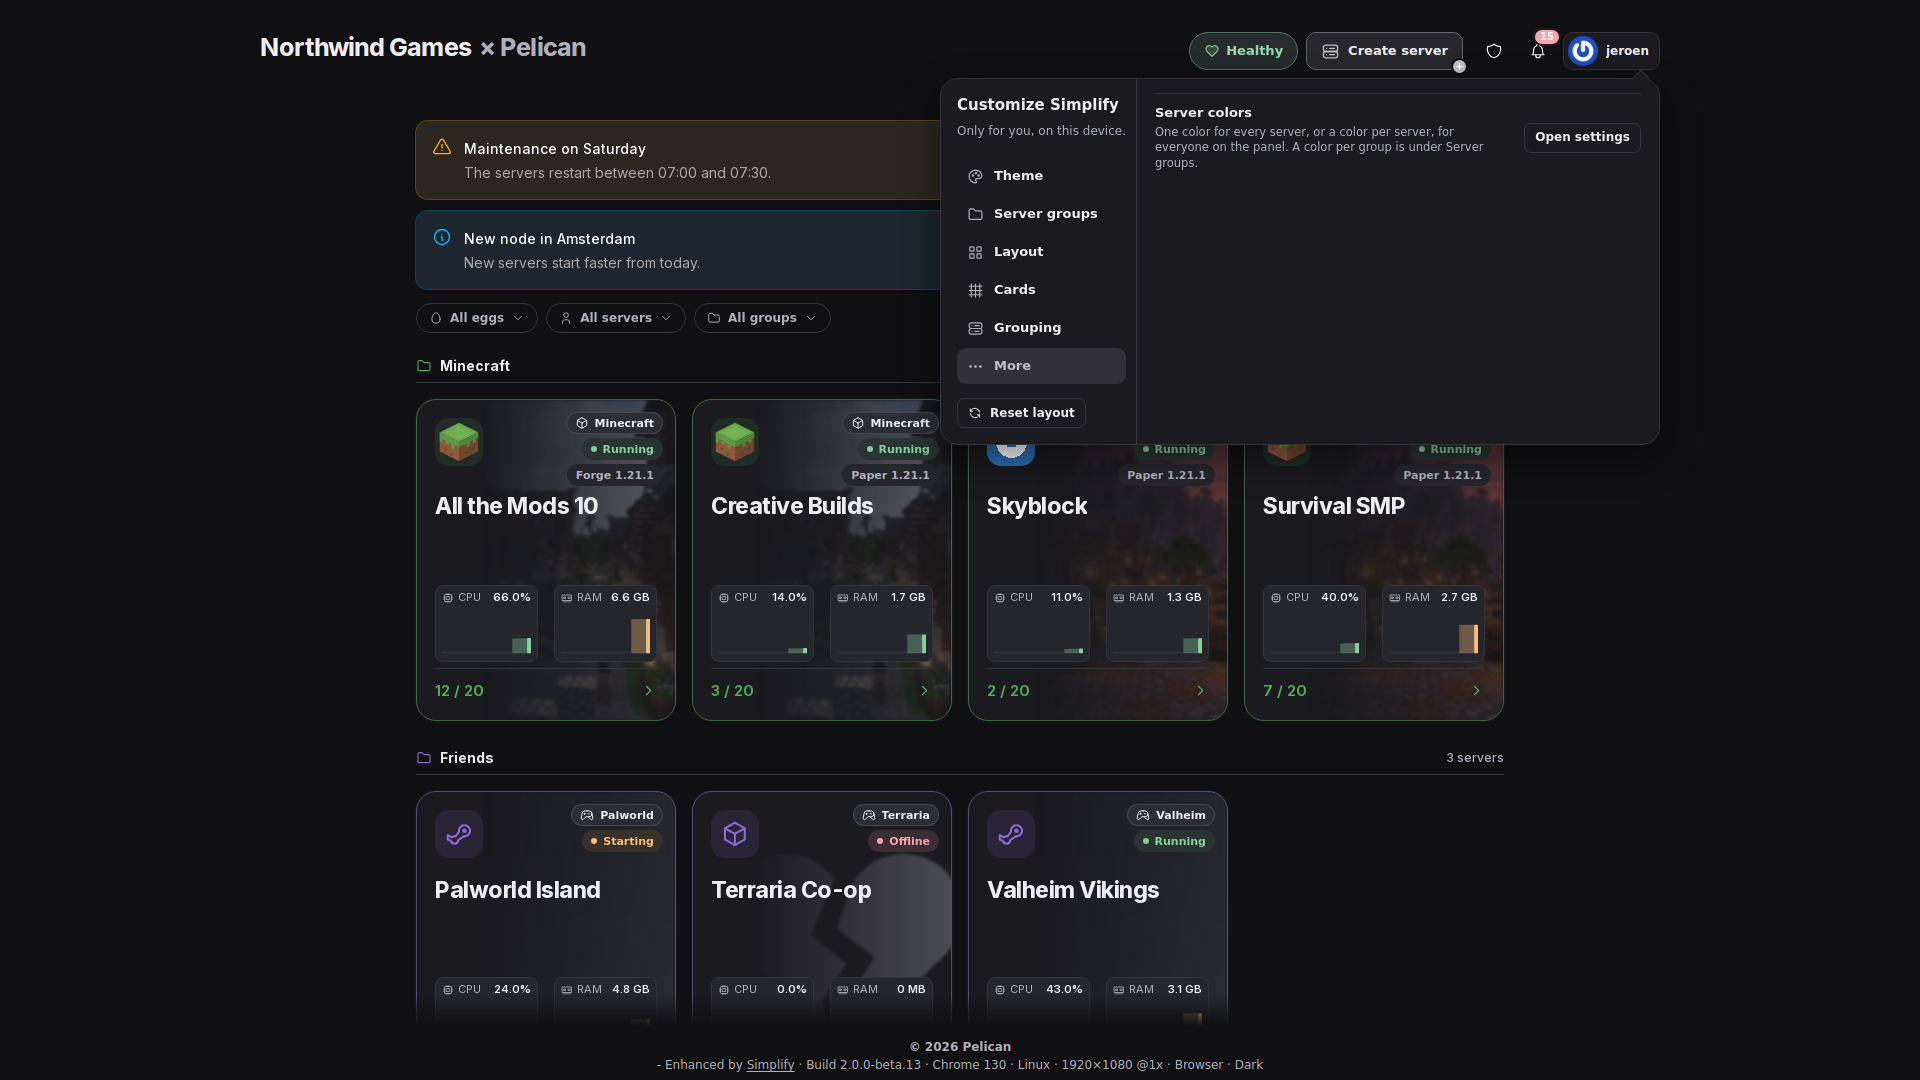 Northwind Games × Pelican
Healthy
Create server
15
jeroen
Customize Simplify
Only for you, on this device.
Theme
Server groups
Layout
Cards
Grouping
More
Reset layout
Server colors
One color for every server, or a color per server, for
everyone on the panel. A color per group is under Server
groups.
Open settings
Maintenance on Saturday
The servers restart between 07:00 and 07:30.
New node in Amsterdam
New servers start faster from today.
All eggs
All servers
All groups
Minecraft
Minecraft
Running
Forge 1.21.1
All the Mods 10
CPU 66.0%
RAM 6.6 GB
12 / 20
Minecraft
Running
Paper 1.21.1
Creative Builds
CPU 14.0%
RAM 1.7 GB
3 / 20
Running
Paper 1.21.1
Skyblock
CPU 11.0%
RAM 1.3 GB
2 / 20
Running
Paper 1.21.1
Survival SMP
CPU 40.0%
RAM 2.7 GB
7 / 20
Friends
3 servers
Palworld
Starting
Palworld Island
CPU 24.0%
RAM 4.8 GB
Terraria
Offline
Terraria Co-op
CPU 0.0%
RAM 0 MB
Valheim
Running
Valheim Vikings
CPU 43.0%
RAM 3.1 GB
© 2026 Pelican
- Enhanced by Simplify · Build 2.0.0-beta.13 · Chrome 130 · Linux · 1920×1080 @1x · Browser · Dark